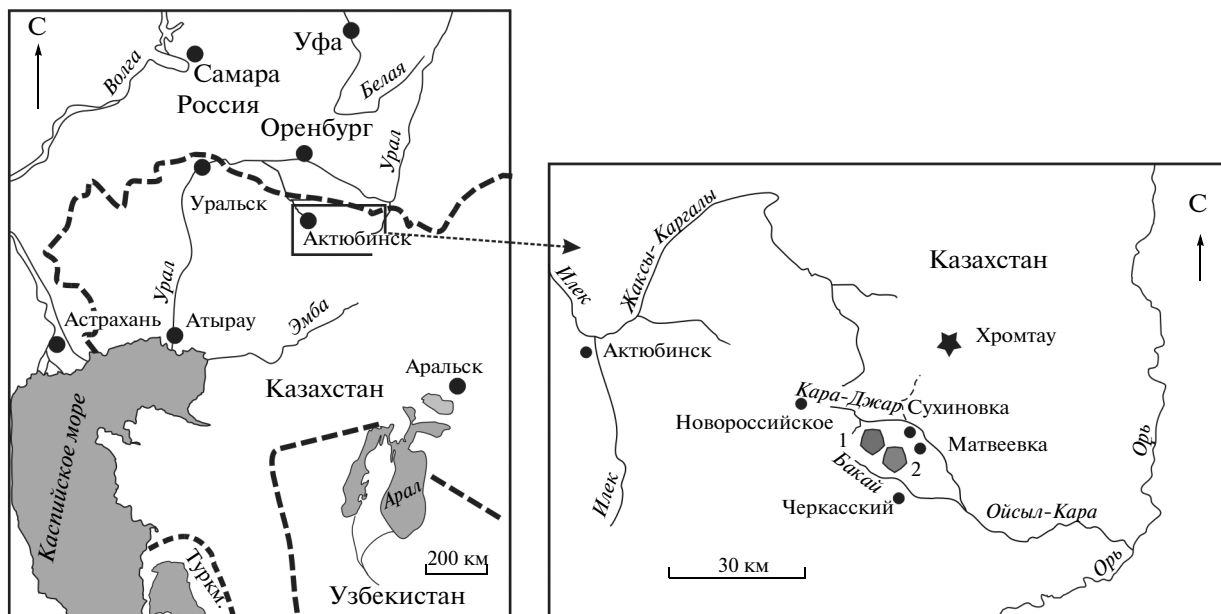 С
Уфа
Волга
Самара
Белая
Россия
Оренбург
Урал
Уральск
Актюбинск
Урал
Астрахань
Атырау
Эмба
Казахстан
Аральск
Каспийское море
Арал
200 км
Туркм.
Узбекистан
С
Жаксы-Каргалы
Казахстан
Илек
Хромтау
Актюбинск
Кара-Джар
Сухиновка
Новороссийское
1
Матвеевка
2
Бакай
Орь
Илек
Черкасский
Ойсыл-Кара
30 км
Орь